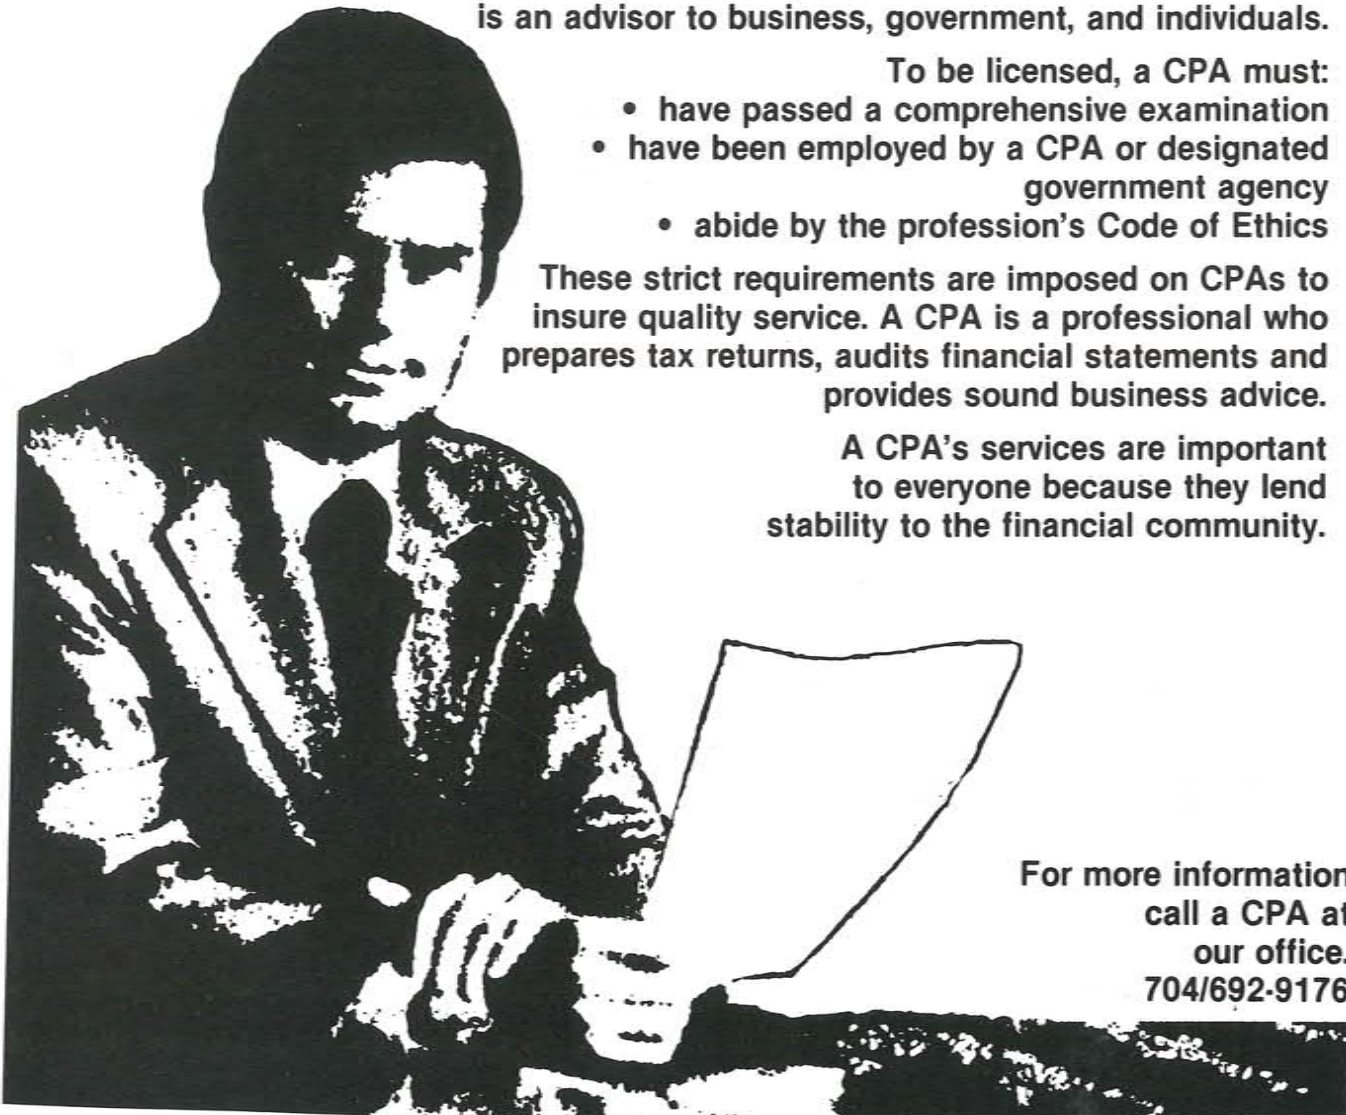 is an advisor to business, government, and individuals.
To be licensed, a CPA must:
• have passed a comprehensive examination
• have been employed by a CPA or designated
government agency
• abide by the profession's Code of Ethics
These strict requirements are imposed on CPAs to
insure quality service. A CPA is a professional who
prepares tax returns, audits financial statements and
provides sound business advice.
A CPA's services are important
to everyone because they lend
stability to the financial community.
For more information
call a CPA at
our office.
704/692-9176